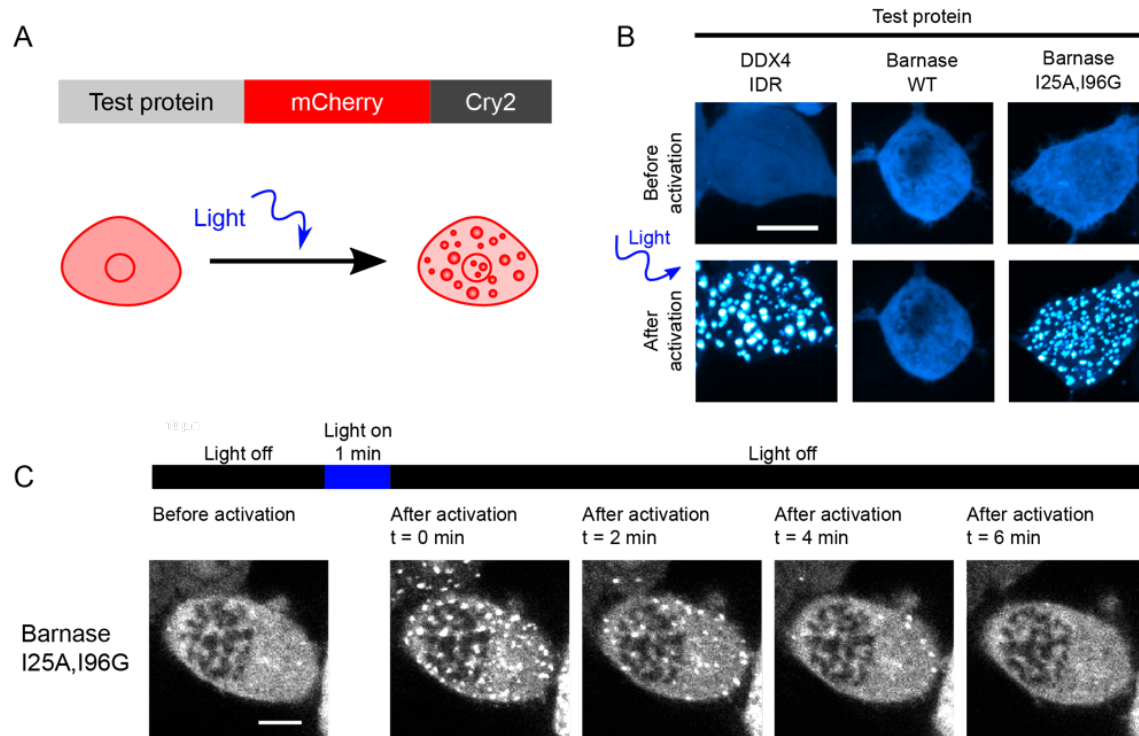 A
Test protein mCherry Cry2
Light
B
Test protein
DDX4
IDR
Barnase
WT
Barnase
I25A,I96G
Before
activation
Light
After
activation
C
Light off
Light on
1 min
Light off
Before activation
After activation
t = 0 min
After activation
t = 2 min
After activation
t = 4 min
After activation
t = 6 min
Barnase
I25A,I96G